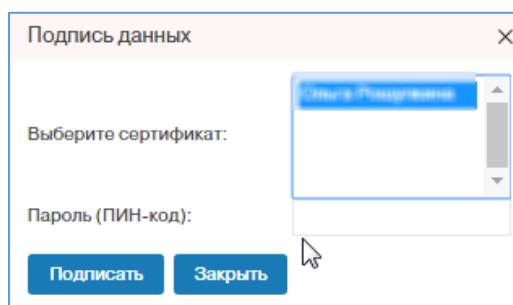 Подпись данных
Выберите сертификат:
Пароль (ПИН-код):
Подписать Закрыть